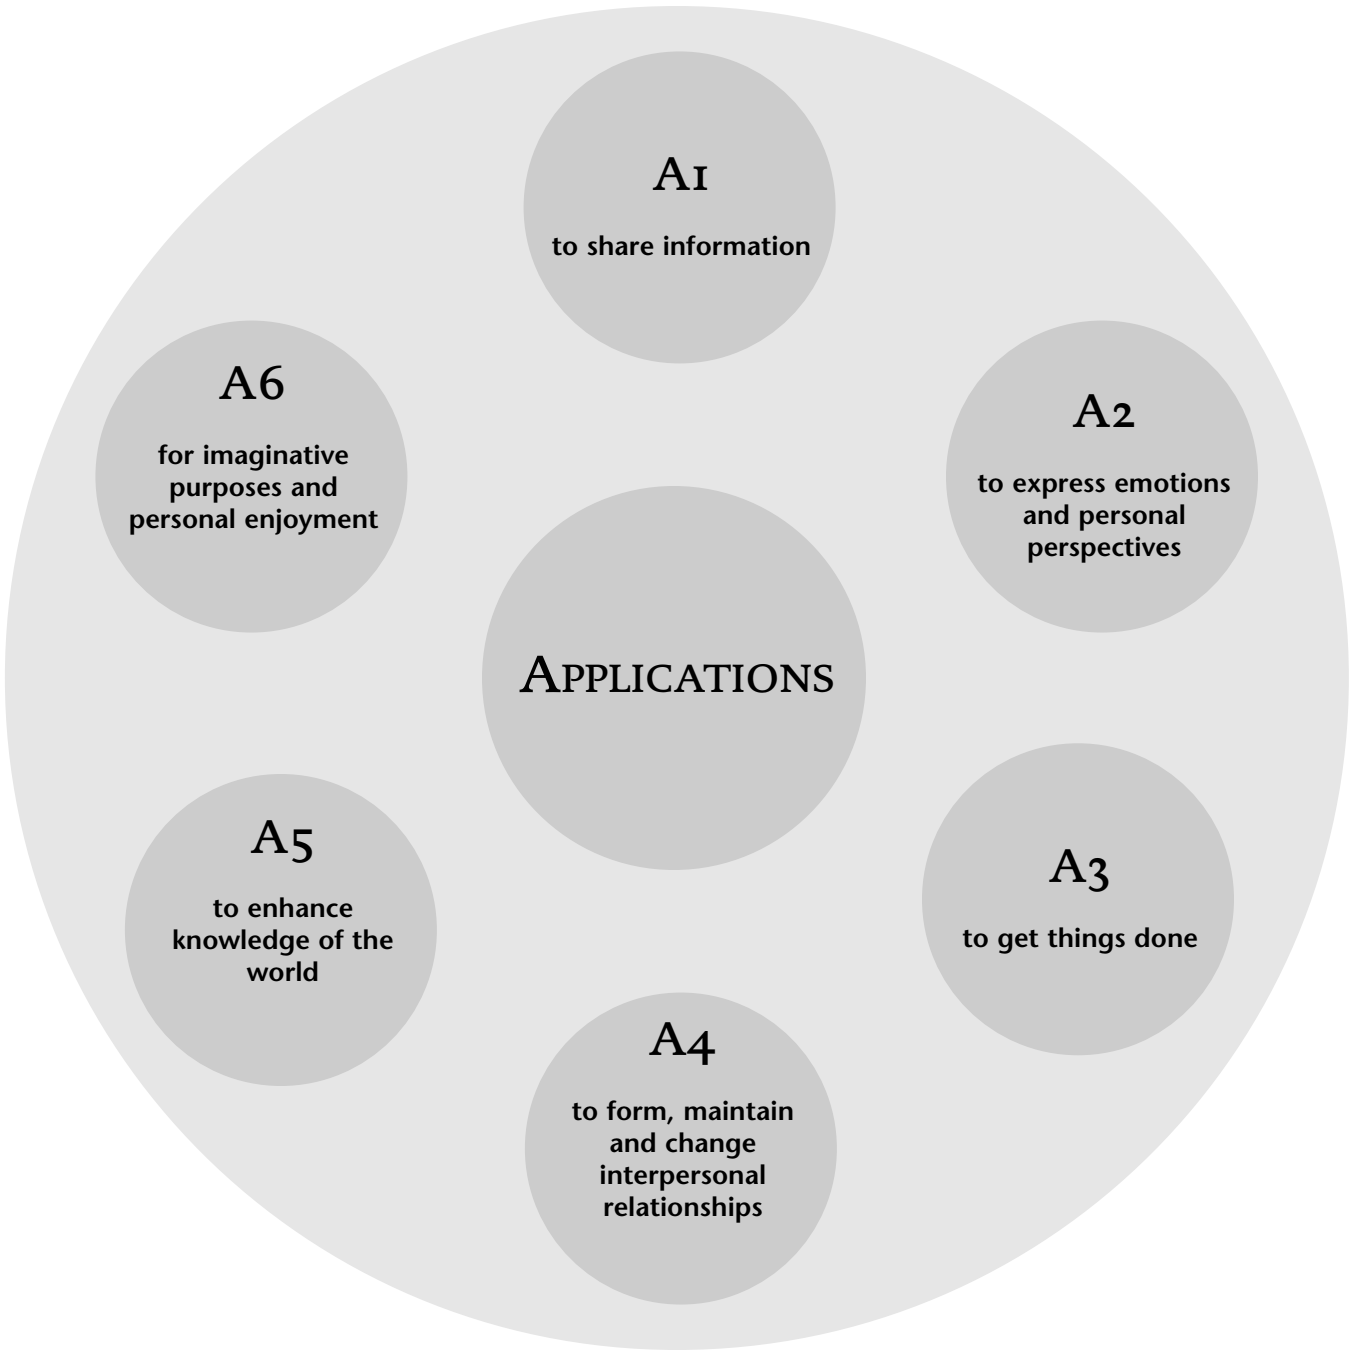 A1
to share information
A2
to express emotions
and personal
perspectives
A3
to get things done
A4
to form, maintain
and change
interpersonal
relationships
A5
to enhance
knowledge of the
world
A6
for imaginative
purposes and
personal enjoyment
APPLICATIONS